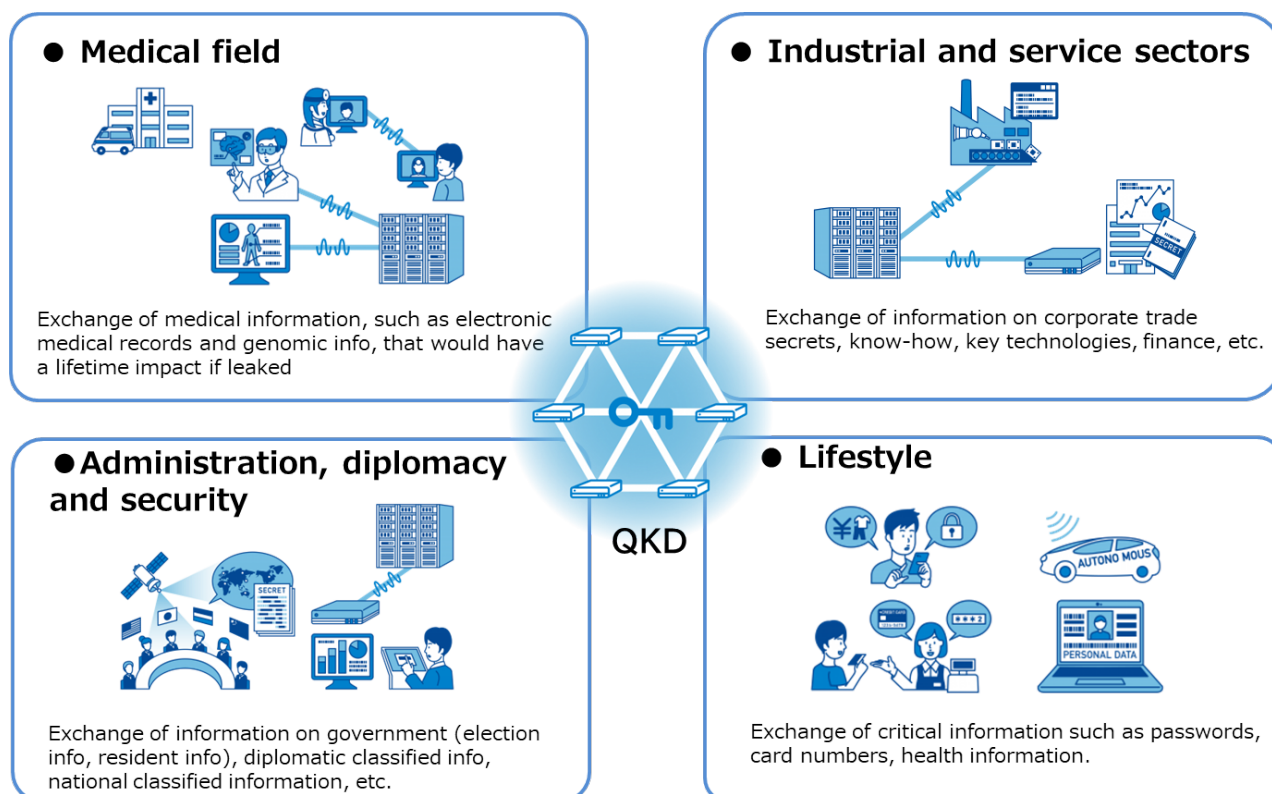 ● Medical field
Exchange of medical information, such as electronic
medical records and genomic info, that would have
a lifetime impact if leaked
● Industrial and service sectors
SECRET
Exchange of information on corporate trade
secrets, know-how, key technologies, finance, etc.
QKD
●Administration, diplomacy
and security
SECRET
Exchange of information on government (election
info, resident info), diplomatic classified info,
national classified information, etc.
● Lifestyle
¥
AUTONO MOUS
***2
PERSONAL DATA
Exchange of critical information such as passwords,
card numbers, health information.